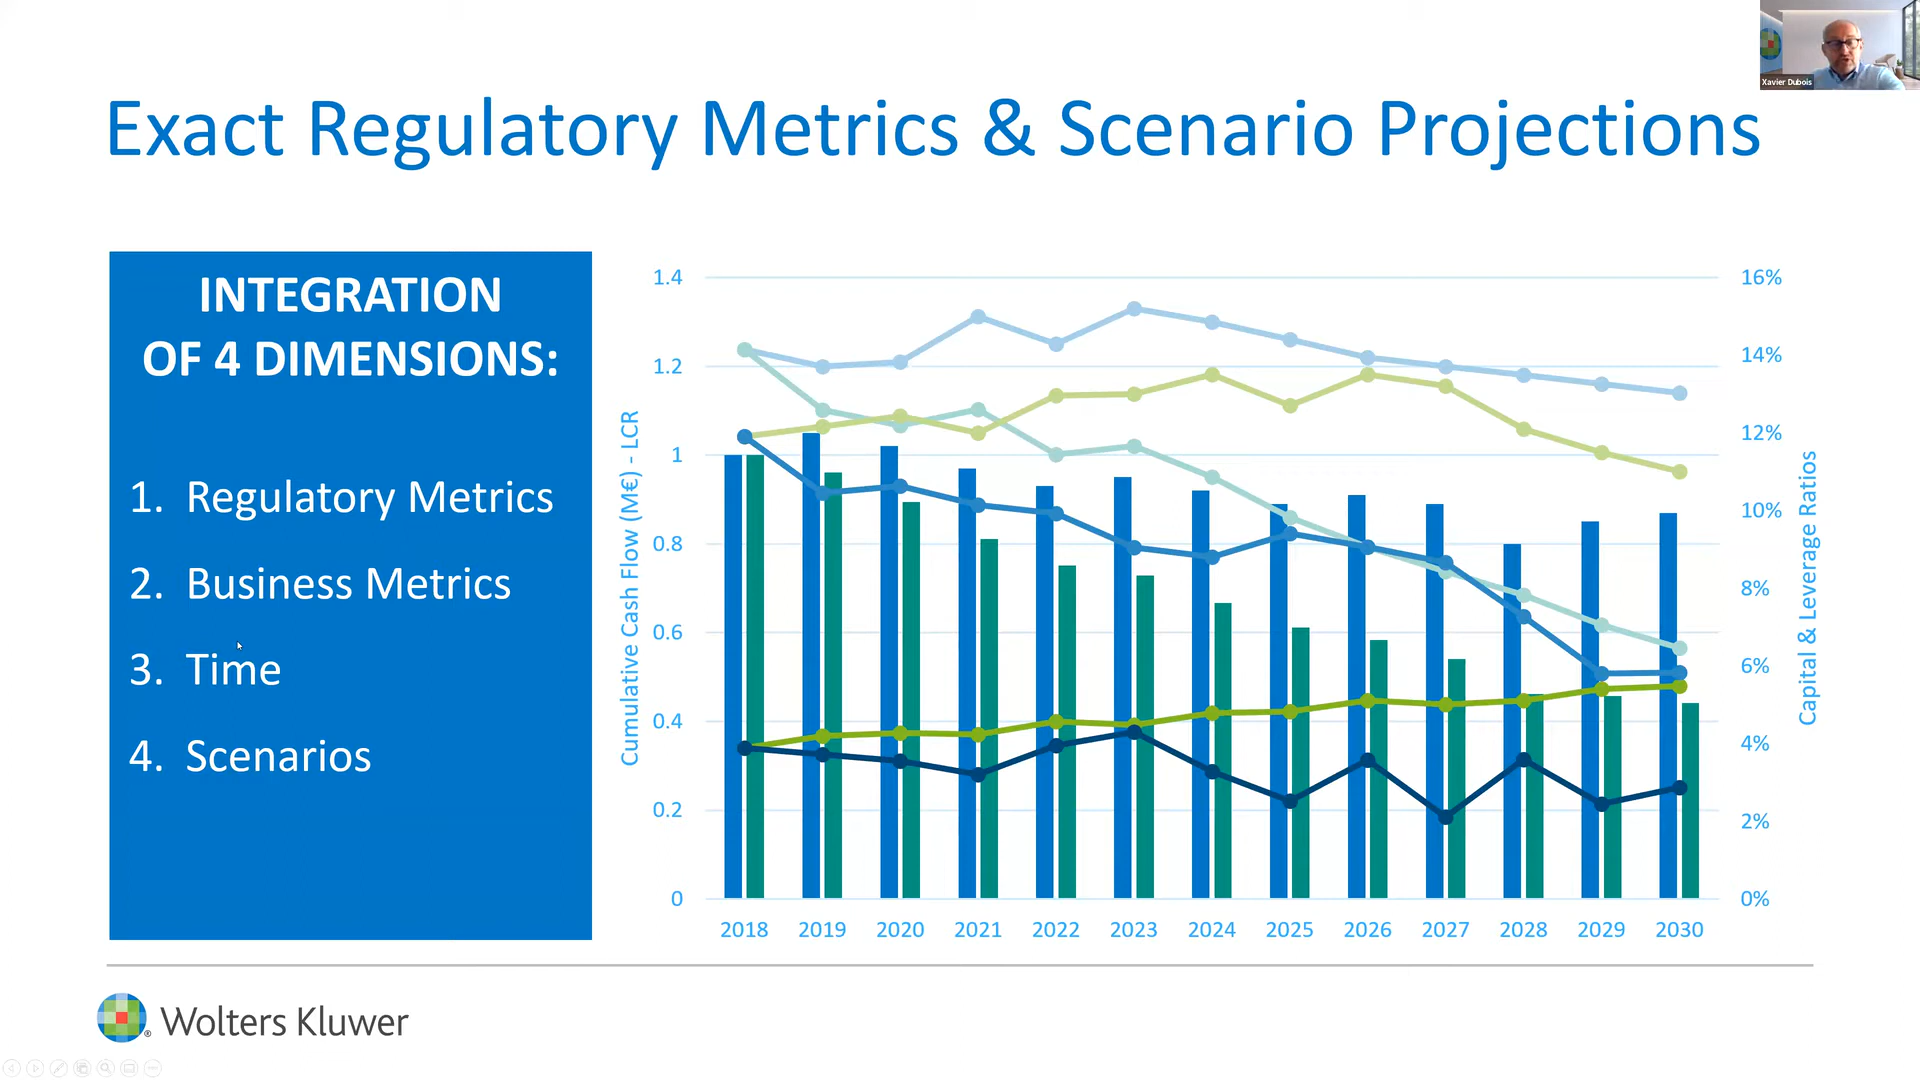 Xavier Dubois
Exact Regulatory Metrics & Scenario Projections
INTEGRATION
OF 4 DIMENSIONS:
1. Regulatory Metrics
2. Business Metrics
3. Time
4. Scenarios
Cumulative Cash Flow (M€) - LCR
1.4
1.2
1
0.8
0.6
0.4
0.2
0
16%
14%
12%
10%
8%
6%
4%
2%
0%
Capital & Leverage Ratios
2018 2019 2020 2021 2022 2023 2024 2025 2026 2027 2028 2029 2030
Wolters Kluwer